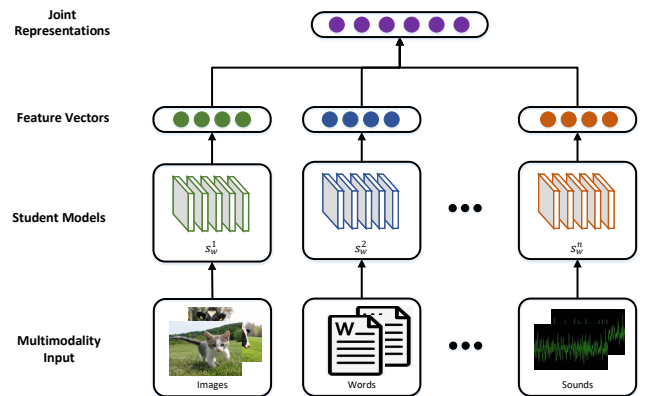 Joint
Representations
Feature Vectors
Student Models
s_w^1
s_w^2
s_w^n
Multimodality
Input
W
Images
Words
Sounds